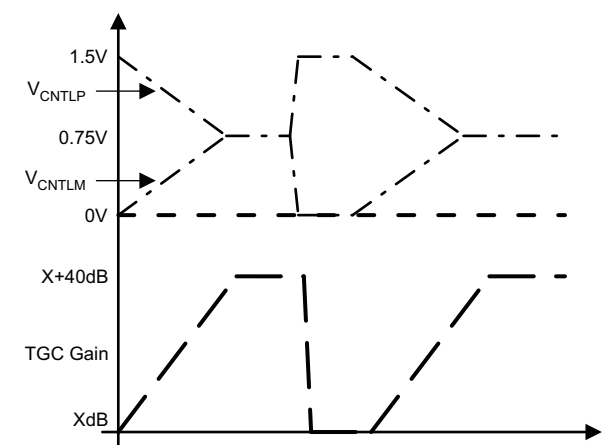 1.5V
VCNTLP
0.75V
VCNTLM
0V
X+40dB
TGC Gain
XdB